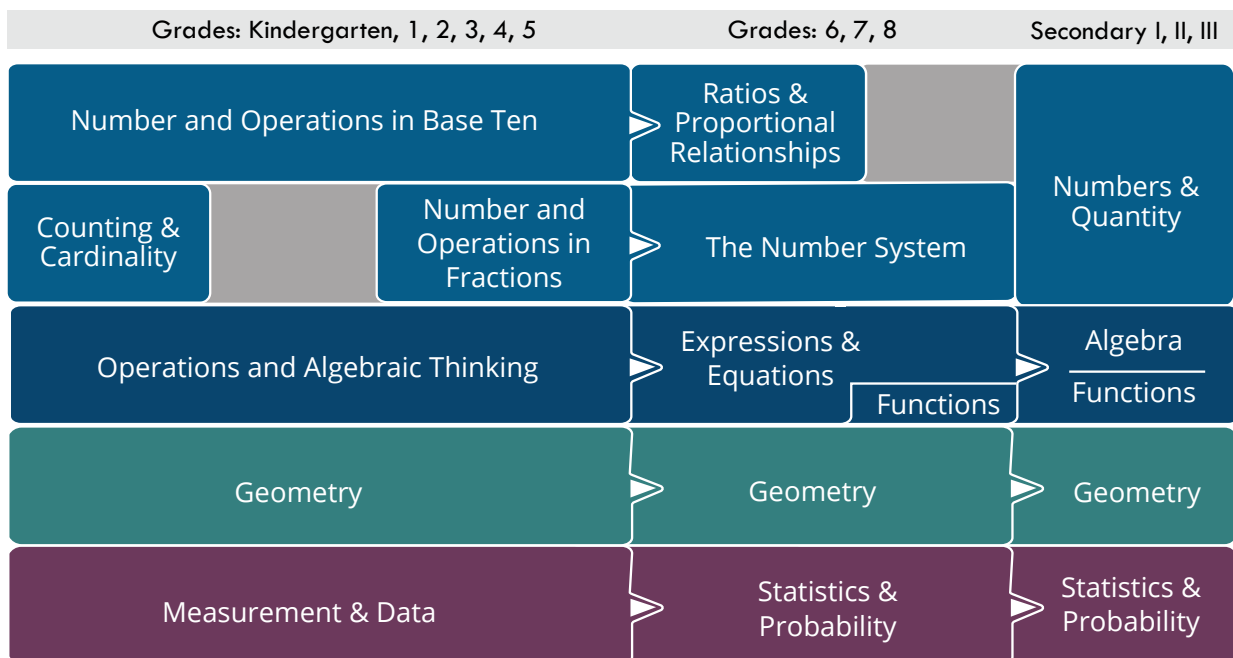 Grades: Kindergarten, 1, 2, 3, 4, 5
Grades: 6, 7, 8
Secondary I, II, III
Number and Operations in Base Ten
Ratios &
Proportional
Relationships
Numbers &
Quantity
Counting &
Cardinality
Number and
Operations in
Fractions
The Number System
Operations and Algebraic Thinking
Expressions &
Equations
Functions
Algebra
Functions
Geometry
Geometry
Geometry
Measurement & Data
Statistics &
Probability
Statistics &
Probability